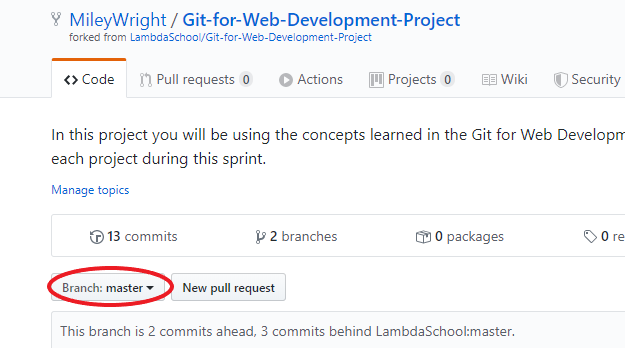 MileyWright / Git-for-Web-Development-Project
forked from LambdaSchool/Git-for-Web-Development-Project
Code Pull requests 0 Actions Projects 0 Wiki Security
In this project you will be using the concepts learned in the Git for Web Developm
each project during this sprint.
Manage topics
13 commits 2 branches 0 packages 0 re
Branch: master New pull request
This branch is 2 commits ahead, 3 commits behind LambdaSchool:master.